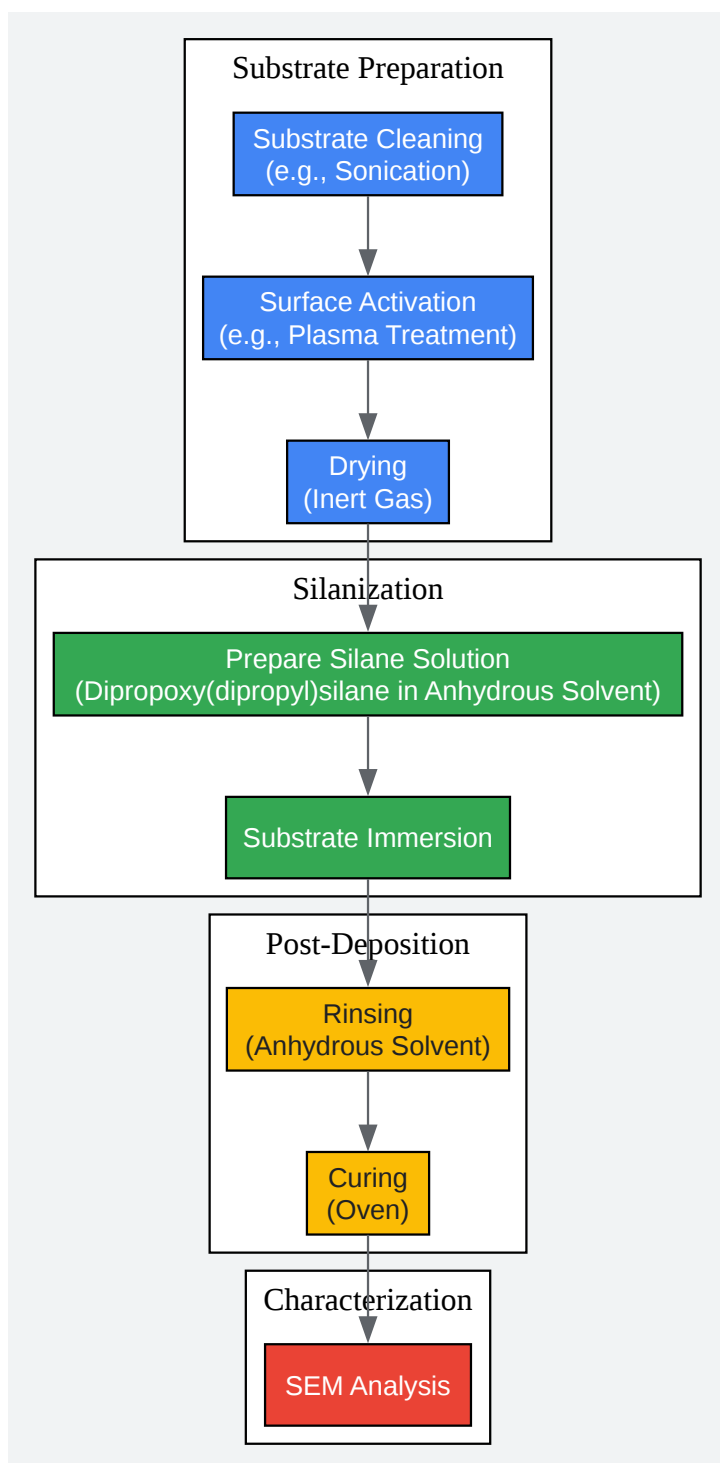 Substrate Preparation
Substrate Cleaning
(e.g., Sonication)
Surface Activation
(e.g., Plasma Treatment)
Drying
(Inert Gas)
Silanization
Prepare Silane Solution
(Dipropoxy(dipropyl)silane in Anhydrous Solvent)
Substrate Immersion
Post-Deposition
Rinsing
(Anhydrous Solvent)
Curing
(Oven)
Characterization
SEM Analysis